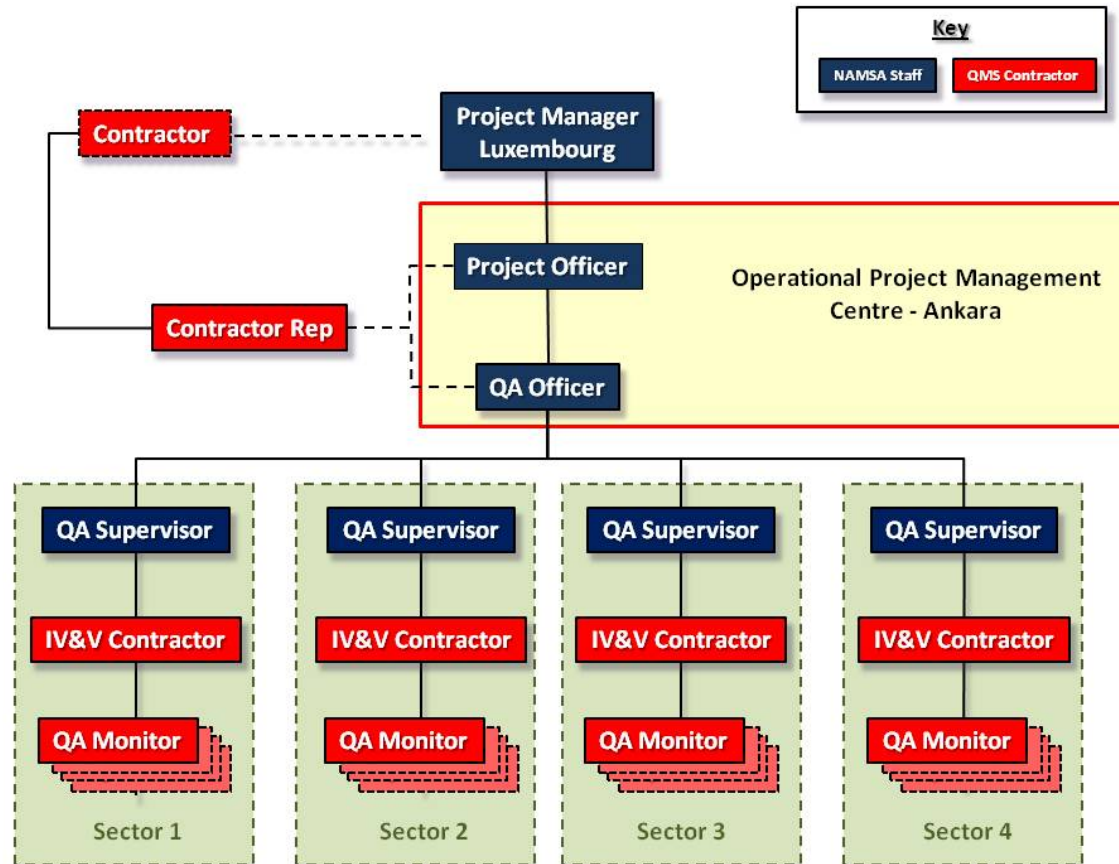 Key
NAMSA Staff
QMS Contractor
Contractor
Project Manager
Luxembourg
Project Officer
Operational Project Management
Centre - Ankara
Contractor Rep
QA Officer
QA Supervisor
QA Supervisor
QA Supervisor
QA Supervisor
IV&V Contractor
IV&V Contractor
IV&V Contractor
IV&V Contractor
QA Monitor
QA Monitor
QA Monitor
QA Monitor
Sector 1
Sector 2
Sector 3
Sector 4